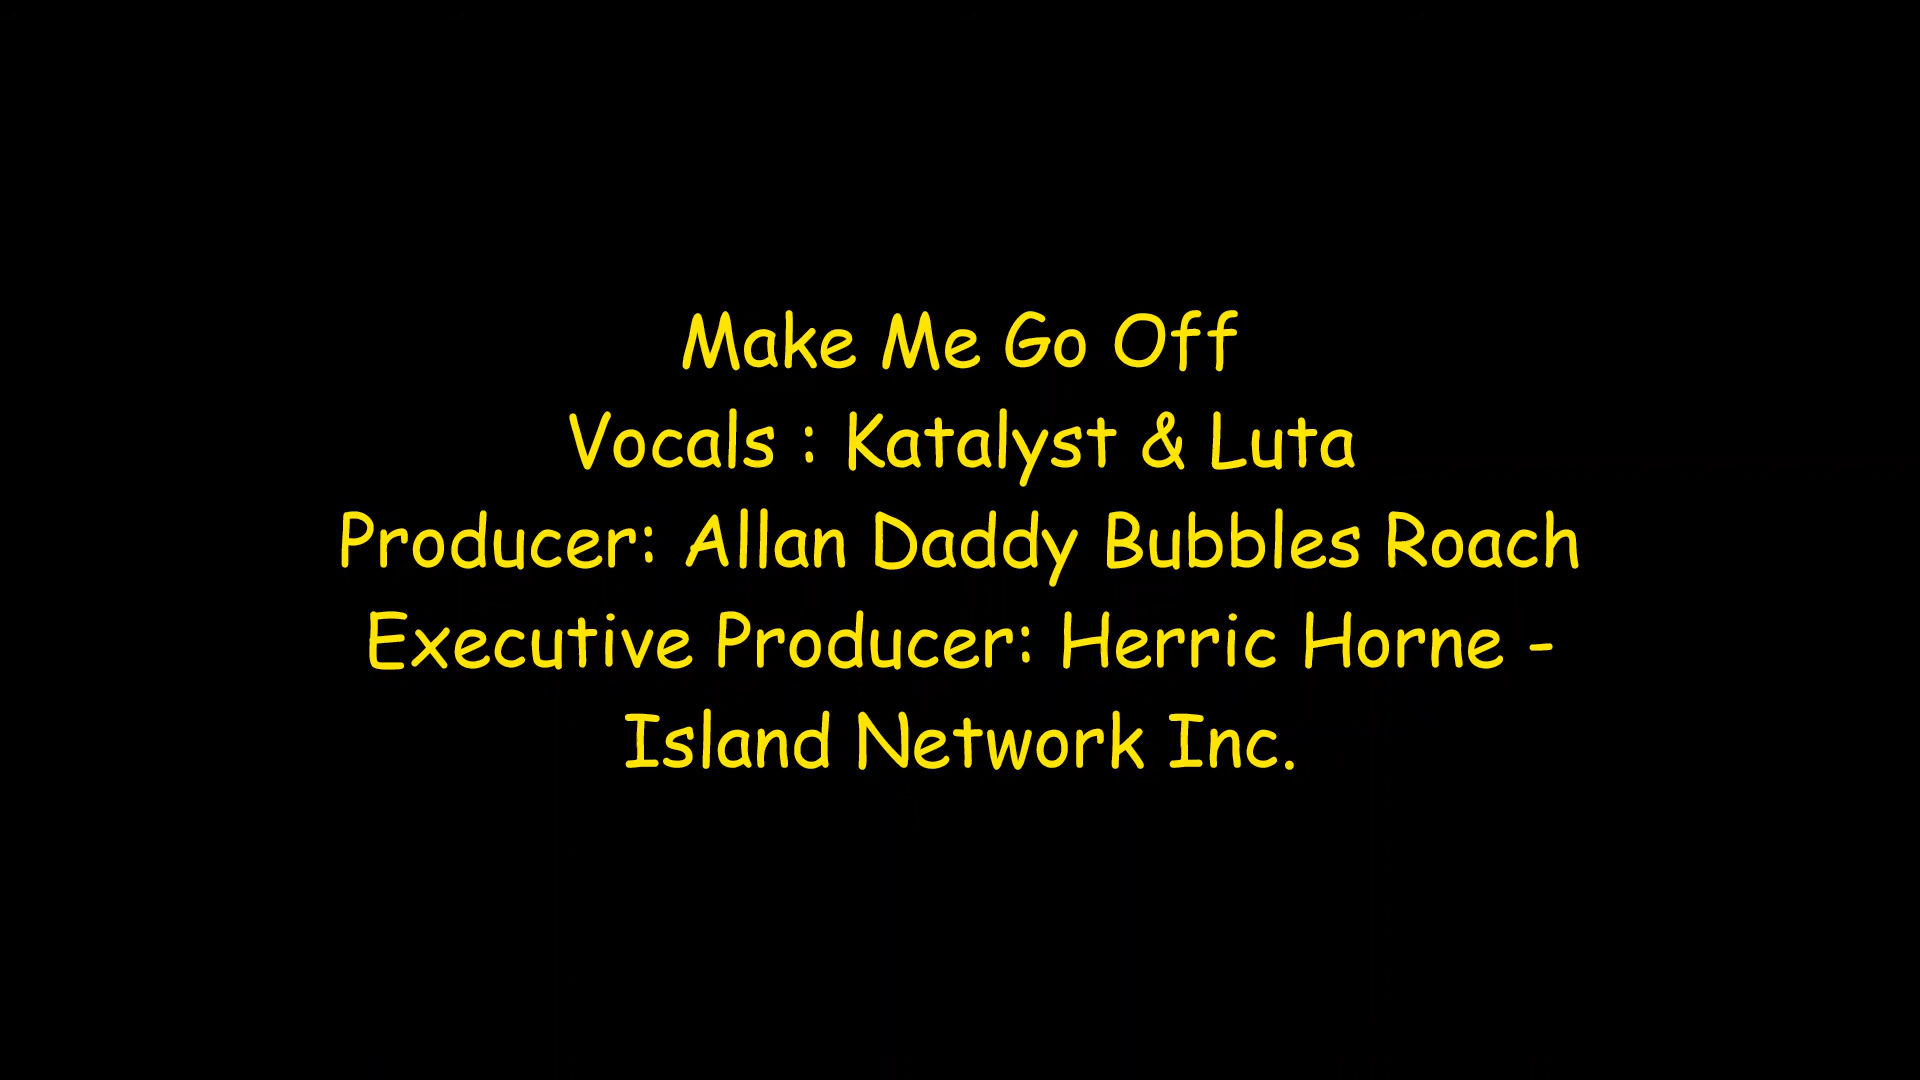 Make Me Go Off
Vocals : Katalyst & Luta
Producer: Allan Daddy Bubbles Roach
Executive Producer: Herric Horne -
Island Network Inc.